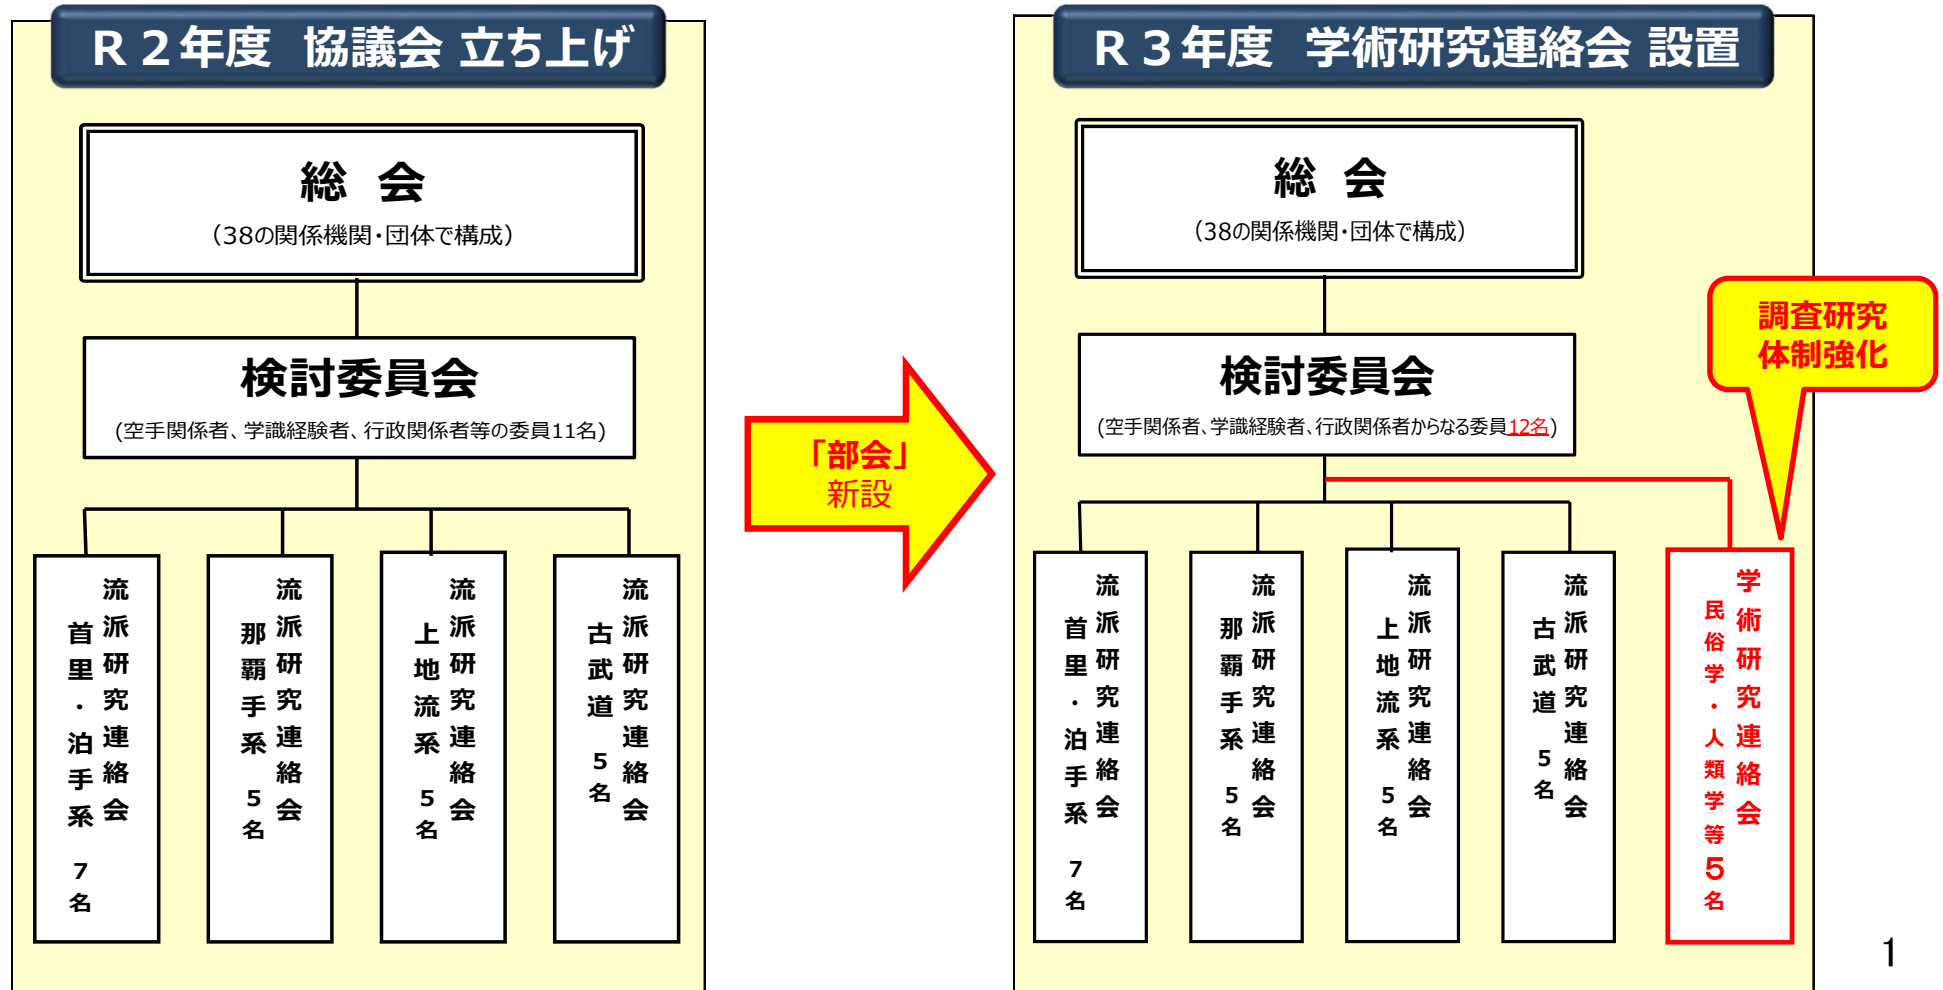 R２年度 協議会 立ち上げ
総 会
（38の関係機関・団体で構成）
検討委員会
(空手関係者、学識経験者、行政関係者等の委員11名)
流派研究連絡会
首里・泊手系 7名
流派研究連絡会
那覇手系 5名
流派研究連絡会
上地流系 5名
流派研究連絡会
古武道 5名
「部会」
新設
R３年度 学術研究連絡会 設置
総 会
（38の関係機関・団体で構成）
検討委員会
(空手関係者、学識経験者、行政関係者からなる委員12名)
調査研究
体制強化
流派研究連絡会
首里・泊手系 7名
流派研究連絡会
那覇手系 5名
流派研究連絡会
上地流系 5名
流派研究連絡会
古武道 5名
学術研究連絡会
民俗学・人類学等５名
1